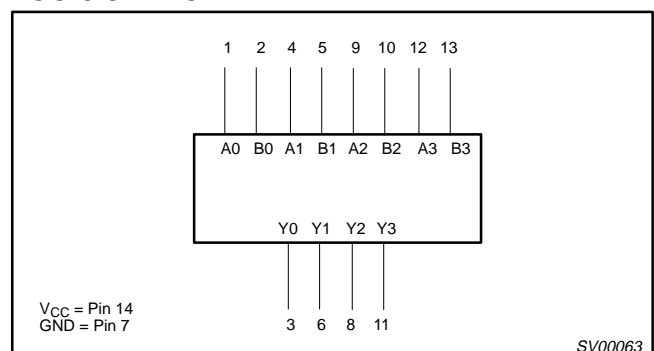 1 2 4 5 9 10 12 13
A0 B0 A1 B1 A2 B2 A3 B3
Y0 Y1 Y2 Y3
VCC = Pin 14
GND = Pin 7
3 6 8 11
SV00063